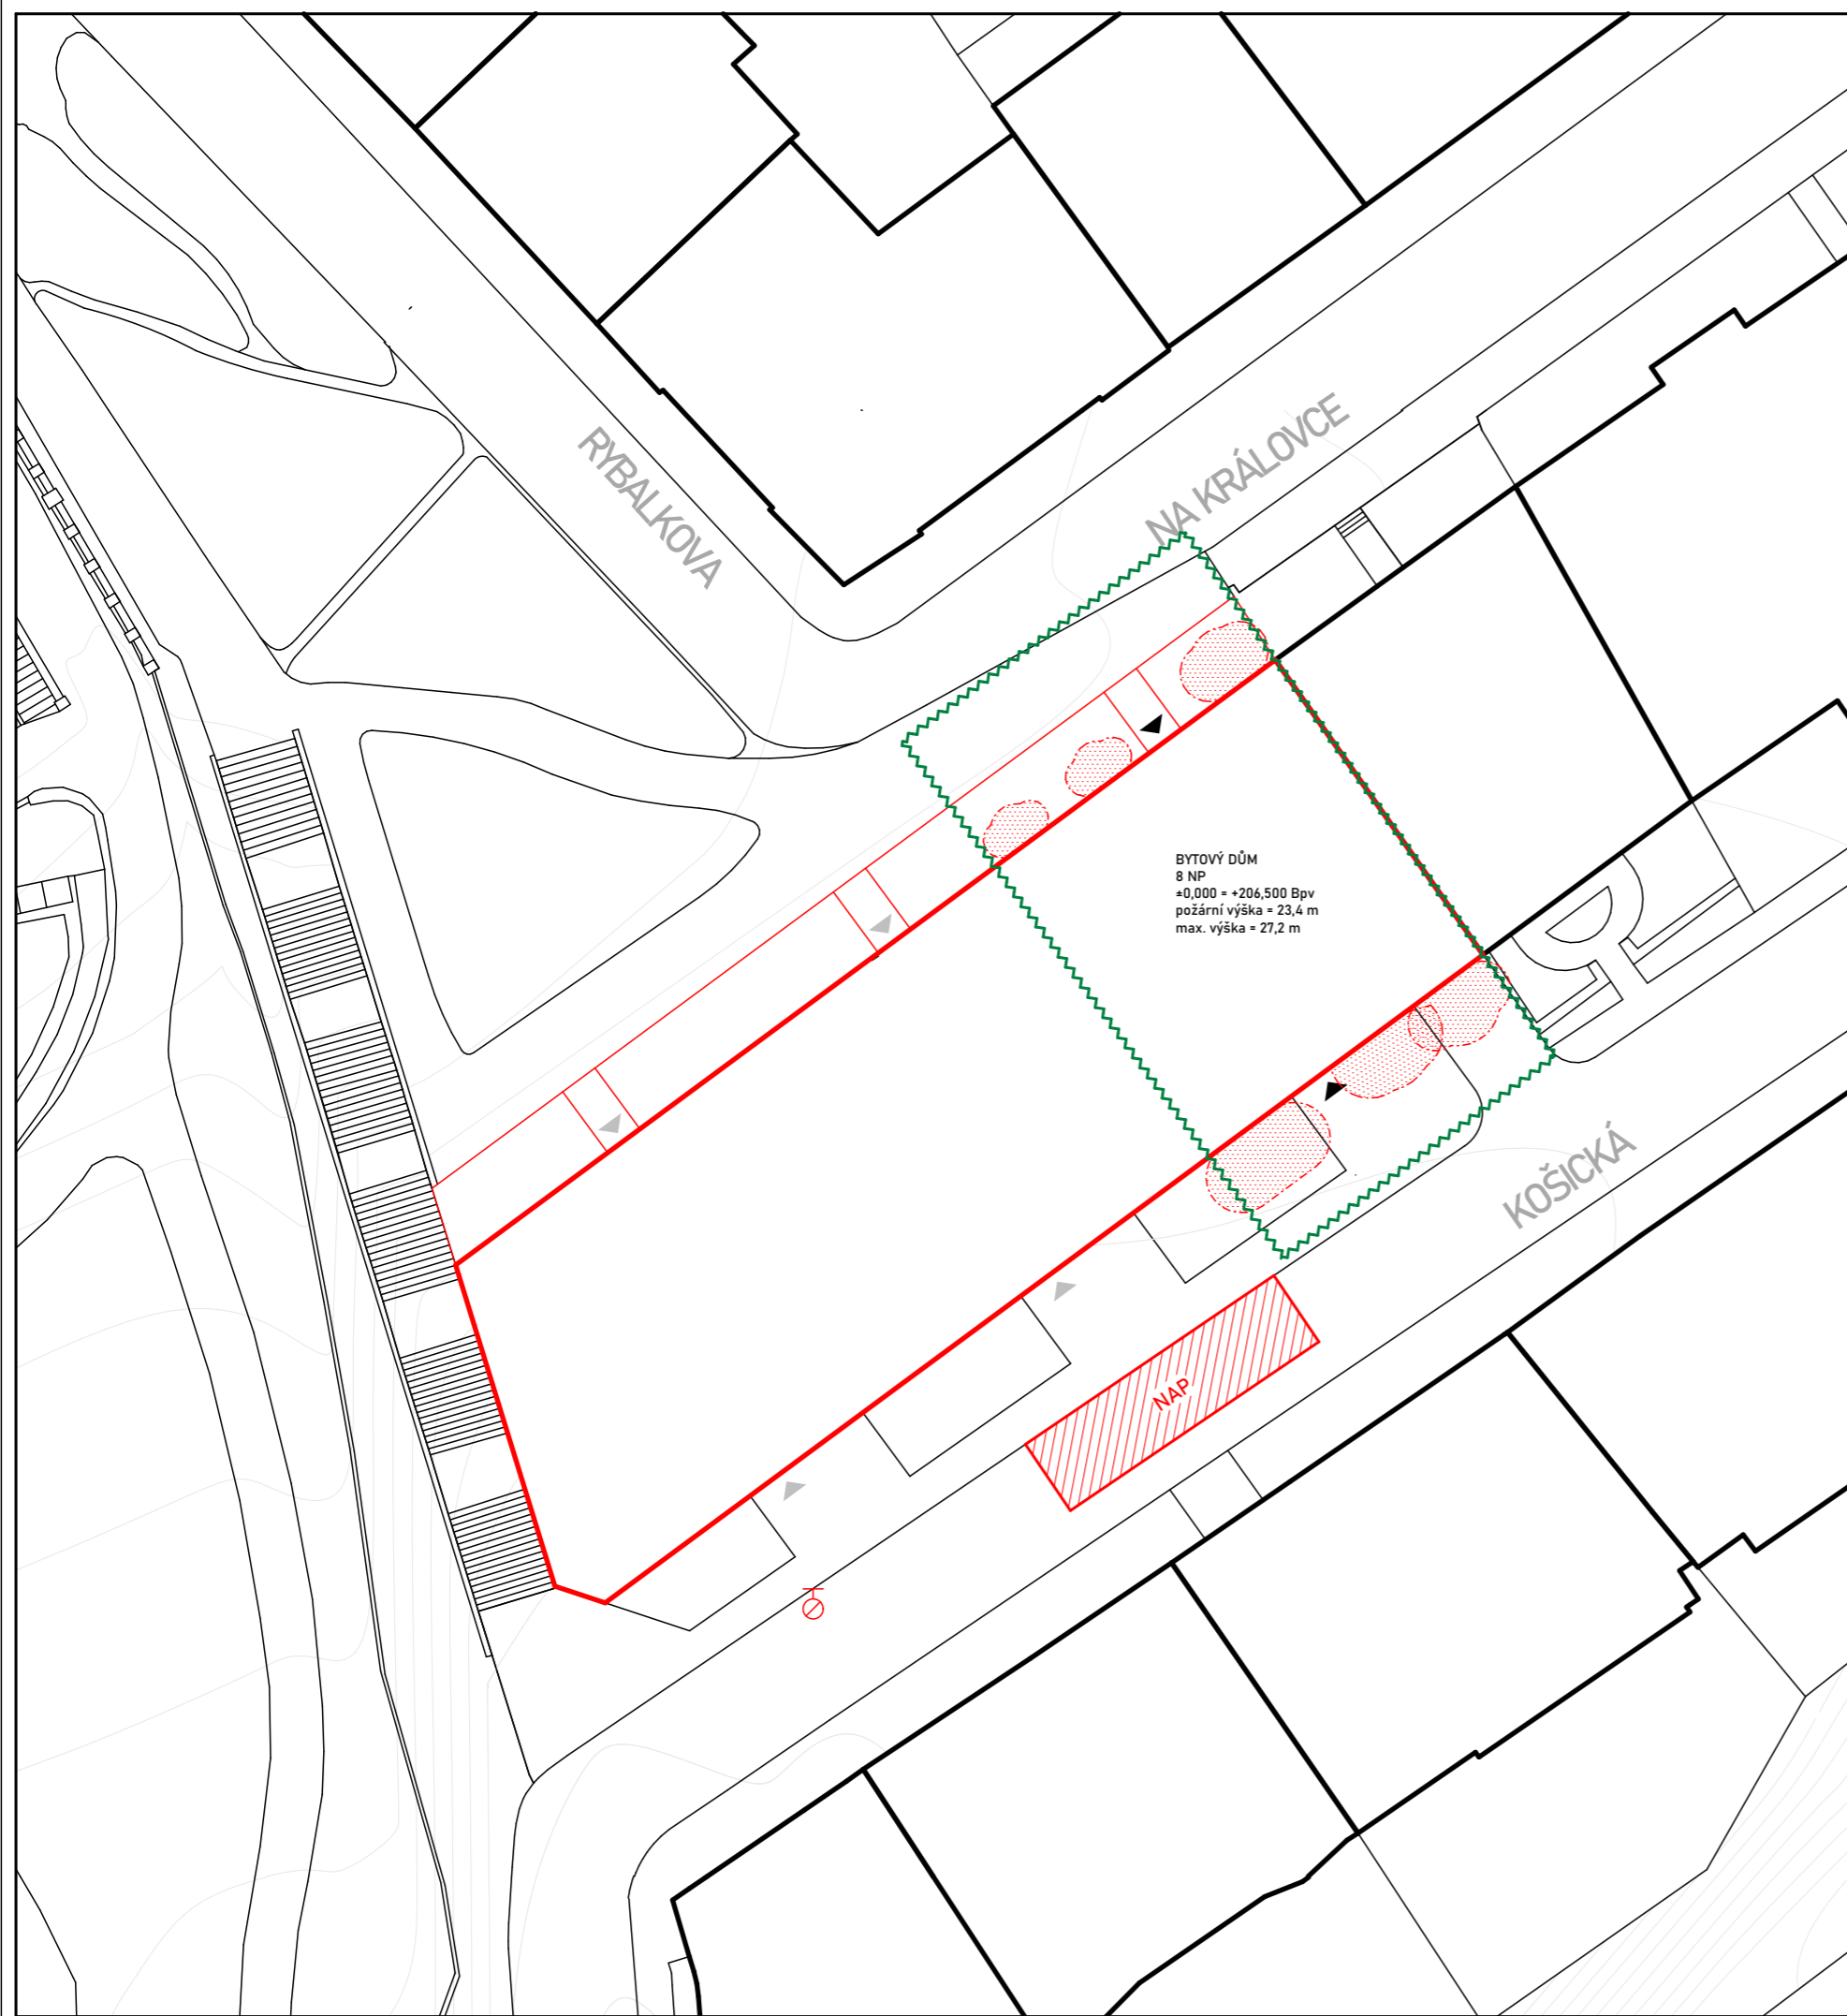 RYBALKOVA
NA KRÁLOVCE
BYTOVÝ DŮM
8 NP
±0,000 = +206,500 Bpv
požární výška = 23,4 m
max. výška = 27,2 m
KOŠICKÁ
NAP